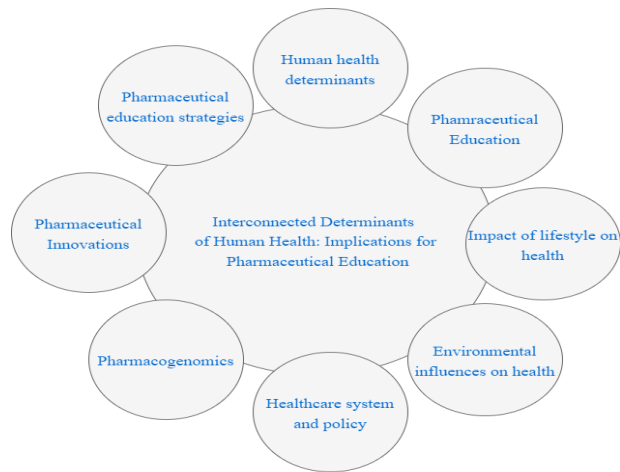 Human health
determinants
Phamraceutical
Education
Impact of lifestyle on
health
Environmental
influences on health
Healthcare system
and policy
Pharmacogenomics
Pharmaceutical
Innovations
Pharmaceutical
education strategies
Interconnected Determinants
of Human Health: Implications for
Pharmaceutical Education